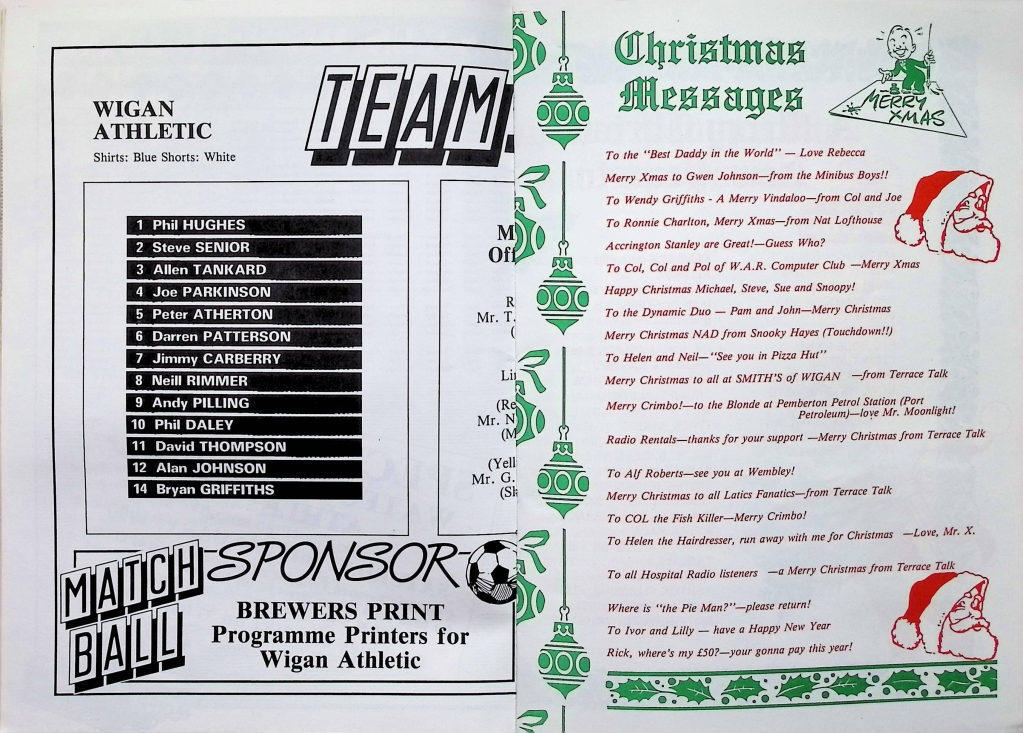 WIGAN
ATHLETIC
Shirts: Blue Shorts: White
TEAM
1 Phil HUGHES
2 Steve SENIOR
3 Allen TANKARD
4 Joe PARKINSON
5 Peter ATHERTON
6 Darren PATTERSON
7 Jimmy CARBERRY
8 Neill RIMMER
9 Andy PILLING
10 Phil DALEY
11 David THOMPSON
12 Alan JOHNSON
14 Bryan GRIFFITHS
M
Off
R
Mr. T.
(
Li
(Re
Mr. N
(M
(Yell
Mr. G.
(Sh
MATCH
BALL
SPONSOR
BREWERS PRINT
Programme Printers for
Wigan Athletic
Christmas
Messages
MERRY
XMAS
To the "Best Daddy in the World" — Love Rebecca
Merry Xmas to Gwen Johnson—from the Minibus Boys!!
To Wendy Griffiths - A Merry Vindaloo—from Col and Joe
To Ronnie Charlton, Merry Xmas—from Nat Lofthouse
Accrington Stanley are Great!—Guess Who?
To Col, Col and Pol of W.A.R. Computer Club —Merry Xmas
Happy Christmas Michael, Steve, Sue and Snoopy!
To the Dynamic Duo — Pam and John—Merry Christmas
Merry Christmas NAD from Snooky Hayes (Touchdown!!)
To Helen and Neil—"See you in Pizza Hut"
Merry Christmas to all at SMITH'S of WIGAN —from Terrace Talk
Merry Crimbo!—to the Blonde at Pemberton Petrol Station (Port
Petroleum)—love Mr. Moonlight!
Radio Rentals—thanks for your support —Merry Christmas from Terrace Talk
To Alf Roberts—see you at Wembley!
Merry Christmas to all Latics Fanatics—from Terrace Talk
To COL the Fish Killer—Merry Crimbo!
To Helen the Hairdresser, run away with me for Christmas —Love, Mr. X.
To all Hospital Radio listeners —a Merry Christmas from Terrace Talk
Where is "the Pie Man?"—please return!
To Ivor and Lilly — have a Happy New Year
Rick, where's my £50?—your gonna pay this year!